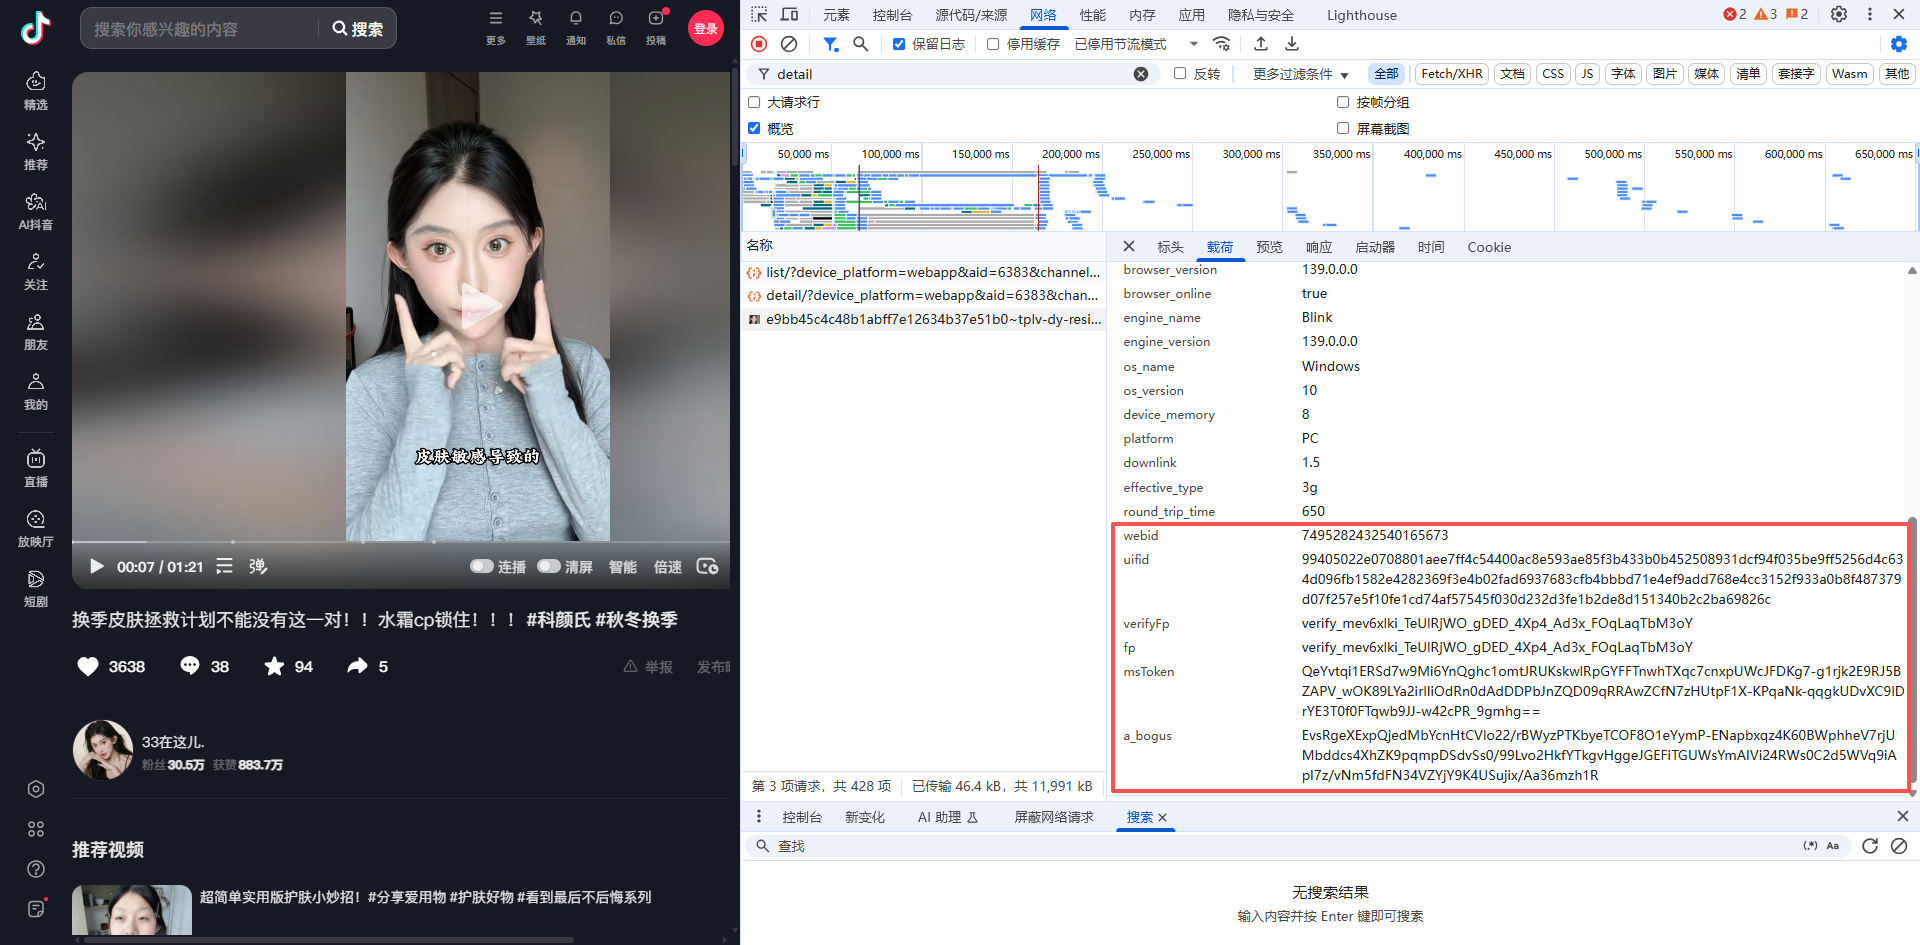 搜索你感兴趣的内容
搜索
更多
壁纸
通知
私信
投稿
登录
精选
推荐
AI抖音
关注
朋友
我的
直播
放映厅
短剧
皮肤敏感导致的
00:07 / 01:21
弹
连播
清屏
智能
倍速
换季皮肤拯救计划不能没有这一对！！水霜cp锁住！！！ #科颜氏 #秋冬换季
3638
38
94
5
举报
33在这儿.
粉丝 30.5万 获赞 883.7万
推荐视频
超简单实用版护肤小妙招！#分享爱用物 #护肤好物 #看到最后不后悔系列
元素
控制台
源代码/来源
网络
性能
内存
应用
隐私与安全
Lighthouse
2
3
2
保留日志
停用缓存
已停用节流模式
detail
反转
更多过滤条件
全部
Fetch/XHR
文档
CSS
JS
字体
图片
媒体
清单
套接字
Wasm
其他
大请求行
按帧分组
概览
屏幕截图
50,000 ms
100,000 ms
150,000 ms
200,000 ms
250,000 ms
300,000 ms
350,000 ms
400,000 ms
450,000 ms
500,000 ms
550,000 ms
600,000 ms
650,000 ms
名称
list/?device_platform=webapp&aid=6383&channel...
detail/?device_platform=webapp&aid=6383&chan...
e9bb45c4c48b1abff7e12634b37e51b0~tplv-dy-resi...
第 3 项请求，共 428 项
已传输 46.4 kB，共 11,991 kB
标头
载荷
预览
响应
启动器
时间
Cookie
browser_version 139.0.0.0
browser_online true
engine_name Blink
engine_version 139.0.0.0
os_name Windows
os_version 10
device_memory 8
platform PC
downlink 1.5
effective_type 3g
round_trip_time 650
webid 7495282432540165673
uifid 99405022e0708801aee7ff4c54400ac8e593ae85f3b433b0b452508931dcf94f035be9ff5256d4c63
4d096fb1582e4282369f3e4b02fad6937683cfb4bbbd71e4ef9add768e4cc3152f933a0b8f487379
d07f257e5f10fe1cd74af57545f030d232d3fe1b2de8d151340b2c2ba69826c
verifyFp verify_mev6xlki_TeUlRjWO_gDED_4Xp4_Ad3x_FOqLaqTbM3oY
fp verify_mev6xlki_TeUlRjWO_gDED_4Xp4_Ad3x_FOqLaqTbM3oY
msToken QeYvtqi1ERSd7w9Mi6YnQghc1omtJRUKskwlRpGYFFTnwhTXqc7cnxpUWcJFDKg7-g1rjk2E9RJ5B
ZAPV_wOK89LYa2irlliOdRn0dAdDDPbJnZQD09qRRAwZCfN7zHUtpF1X-KPqaNk-qqgkUDvXC9lD
rYE3T0f0FTqwb9JJ-w42cPR_9gmhg==
a_bogus EvsRgeXExpQjedMbYcnHtCVlo22/rBWyzPTKbyeTCOF8O1eYymP-ENapbxqz4K60BWphheV7rjU
Mbddcs4XhZK9pqmpDSdvSs0/99Lvo2HkfYTkgvHggeJGEFiTGUWsYmAIVi24RWs0C2d5WVq9iA
pI7z/vNm5fdFN34VZYjY9K4USujix/Aa36mzh1R
控制台
新变化
AI 助理
屏蔽网络请求
搜索
查找
(.*)
Aa
无搜索结果
输入内容并按 Enter 键即可搜索